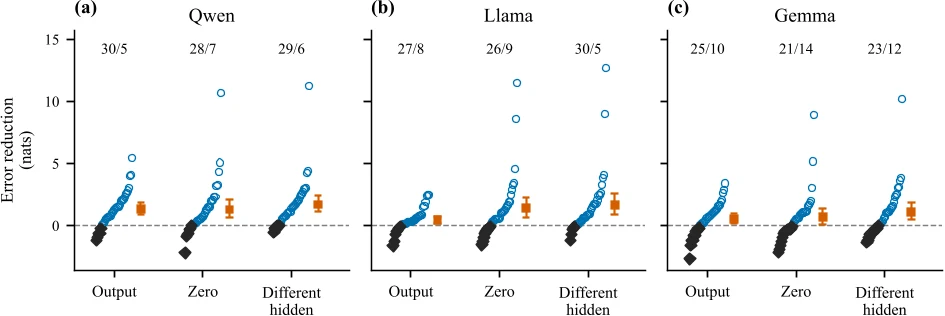 (a)
Qwen
(b)
Llama
(c)
Gemma
Error reduction
(nats)
15
10
5
0
30/5
28/7
29/6
27/8
26/9
30/5
25/10
21/14
23/12
Output
Zero
Different
hidden
Output
Zero
Different
hidden
Output
Zero
Different
hidden